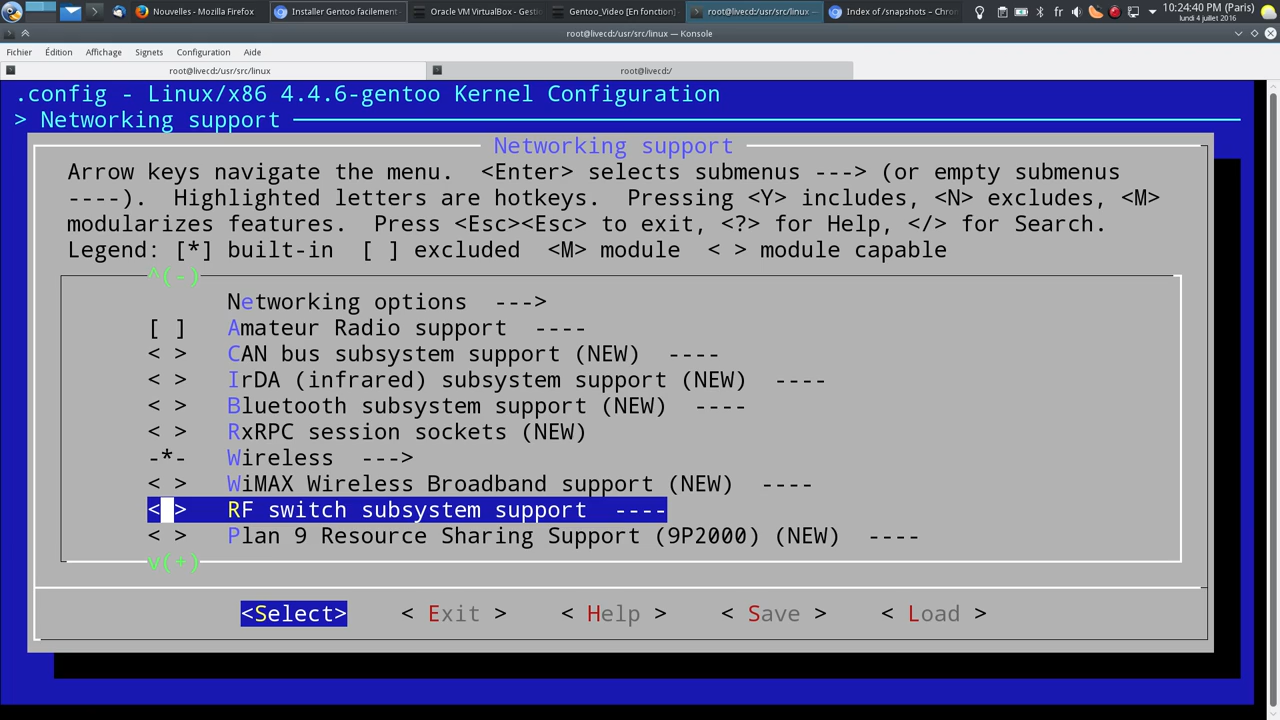 Nouvelles - Mozilla Firefox
Installer Gentoo facilement
Oracle VM VirtualBox - Gesti
Gentoo_Video [En fonction]
root@livecd:/usr/src/linux —
Index of /snapshots – Chro
fr
10:24:40 PM (Paris)
lundi 4 juillet 2016
root@livecd:/usr/src/linux — Konsole
Fichier Édition Affichage Signets Configuration Aide
root@livecd:/usr/src/linux
root@livecd:/
.config - Linux/x86 4.4.6-gentoo Kernel Configuration
> Networking support
Networking support
Arrow keys navigate the menu. <Enter> selects submenus ---> (or empty submenus
----). Highlighted letters are hotkeys. Pressing <Y> includes, <N> excludes, <M>
modularizes features. Press <Esc><Esc> to exit, <?> for Help, </> for Search.
Legend: [*] built-in [ ] excluded <M> module < > module capable
^(-)
Networking options --->
[ ] Amateur Radio support ----
< > CAN bus subsystem support (NEW) ----
< > IrDA (infrared) subsystem support (NEW) ----
< > Bluetooth subsystem support (NEW) ----
< > RxRPC session sockets (NEW)
-*- Wireless --->
< > WiMAX Wireless Broadband support (NEW) ----
< > RF switch subsystem support ----
< > Plan 9 Resource Sharing Support (9P2000) (NEW) ----
v(+)
<Select> < Exit > < Help > < Save > < Load >